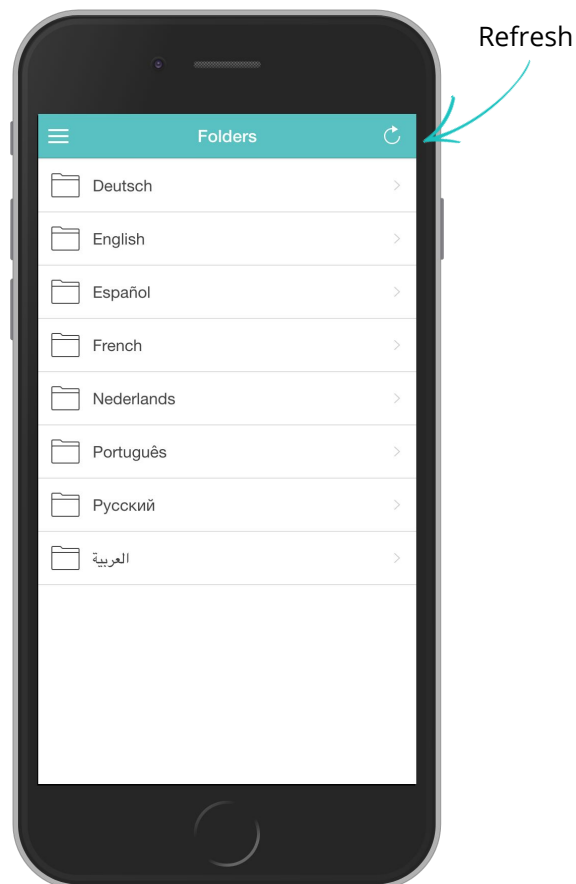 Refresh
Folders
Deutsch
English
Español
French
Nederlands
Português
Русский
العربية